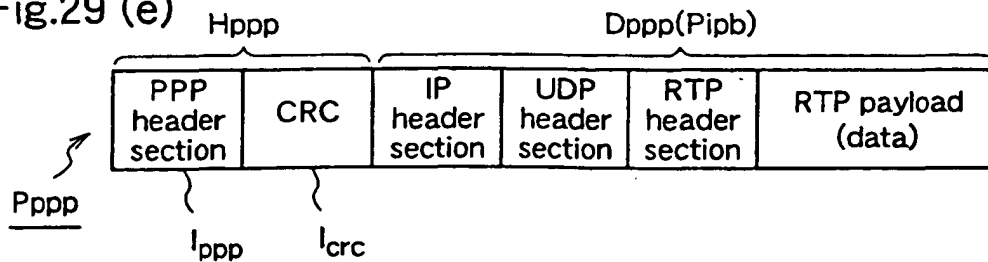 Fig.29 (e)
Hppp
Dppp(Pipb)
PPP header section
CRC
IP header section
UDP header section
RTP header section
RTP payload (data)
Pppp
Ippp
Icrc